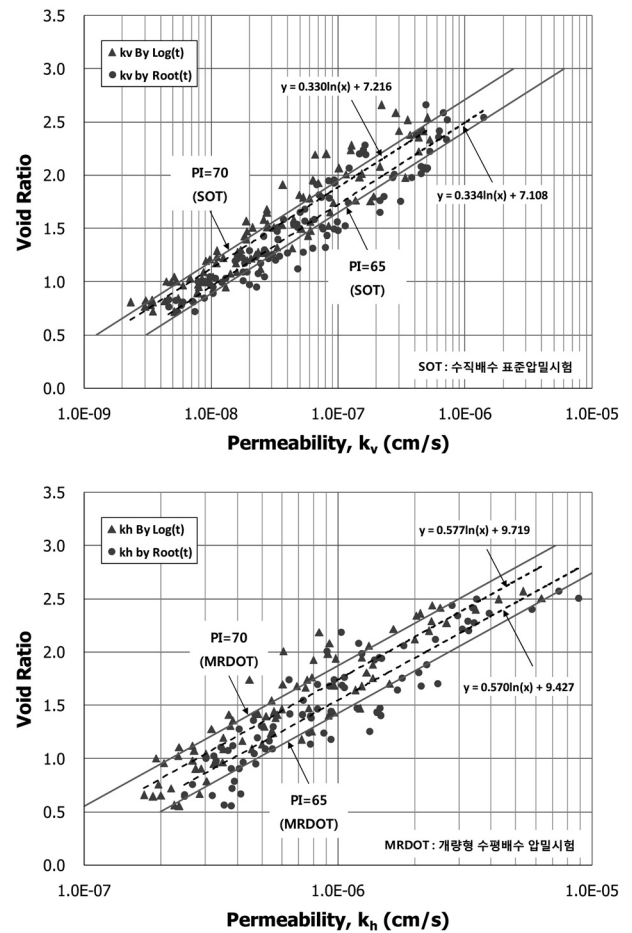 3.5
▲ kv By Log(t)
● kv by Root(t)
3.0
y = 0.330ln(x) + 7.216
2.5
2.0
PI=70
(SOT)
y = 0.334ln(x) + 7.108
Void Ratio
1.5
PI=65
(SOT)
1.0
0.5
SOT : 수직배수 표준압밀시험
0.0
1.0E-09
1.0E-08
1.0E-07
1.0E-06
1.0E-05
Permeability, kv (cm/s)
3.5
▲ kh By Log(t)
● kh by Root(t)
y = 0.577ln(x) + 9.719
3.0
2.5
PI=70
(MRDOT)
2.0
y = 0.570ln(x) + 9.427
Void Ratio
1.5
1.0
PI=65
(MRDOT)
0.5
MRDOT : 개량형 수평배수 압밀시험
0.0
1.0E-07
1.0E-06
1.0E-05
Permeability, kh (cm/s)